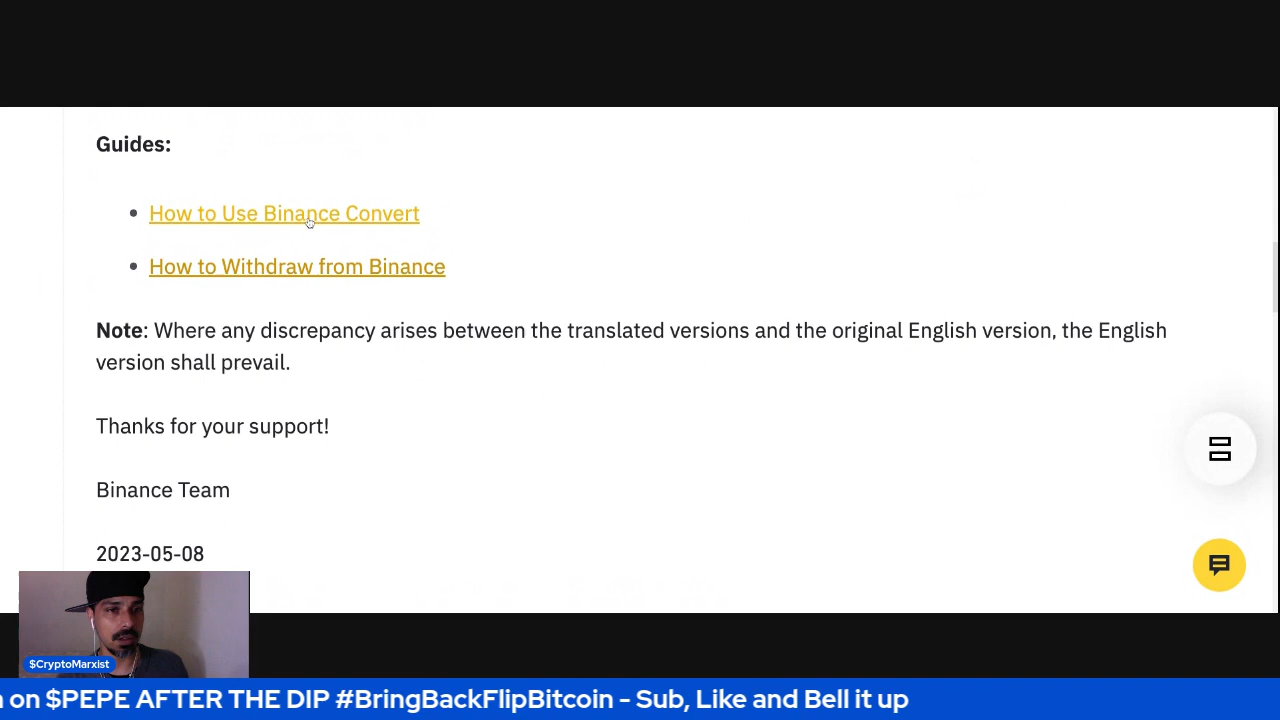 Guides:
How to Use Binance Convert
How to Withdraw from Binance
Note: Where any discrepancy arises between the translated versions and the original English version, the English
version shall prevail.
Thanks for your support!
Binance Team
2023-05-08
$CryptoMarxist
on $PEPE AFTER THE DIP #BringBackFlipBitcoin - Sub, Like and Bell it up